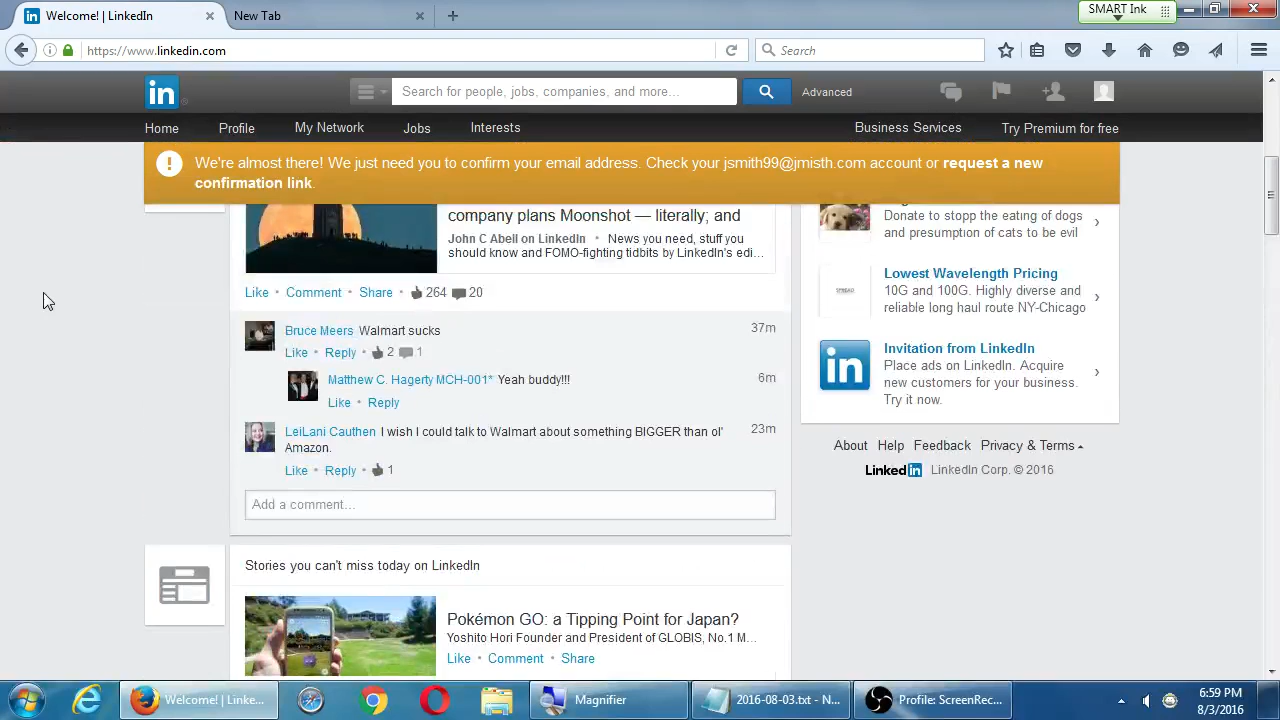 Welcome! | LinkedIn
New Tab
SMART Ink
https://www.linkedin.com
Search
in
Search for people, jobs, companies, and more...
Advanced
Home
Profile
My Network
Jobs
Interests
Business Services
Try Premium for free
We're almost there! We just need you to confirm your email address. Check your jsmith99@jmisth.com account or request a new
confirmation link.
company plans Moonshot — literally; and
John C Abell on LinkedIn • News you need, stuff you
should know and FOMO-fighting tidbits by LinkedIn's edi...
Like • Comment • Share • 264 20
Bruce Meers Walmart sucks
37m
Like • Reply • 2 1
Matthew C. Hagerty MCH-001* Yeah buddy!!!
6m
Like • Reply
LeiLani Cauthen I wish I could talk to Walmart about something BIGGER than ol'
Amazon.
23m
Like • Reply • 1
Add a comment...
Stories you can't miss today on LinkedIn
Pokémon GO: a Tipping Point for Japan?
Yoshito Hori Founder and President of GLOBIS, No.1 M...
Like • Comment • Share
Donate to stopp the eating of dogs
and presumption of cats to be evil
SPREAD
Lowest Wavelength Pricing
10G and 100G. Highly diverse and
reliable long haul route NY-Chicago
in
Invitation from LinkedIn
Place ads on LinkedIn. Acquire
new customers for your business.
Try it now.
About Help Feedback Privacy & Terms
LinkedIn LinkedIn Corp. © 2016
Welcome! | Linke...
Magnifier
2016-08-03.txt - N...
Profile: ScreenRec...
6:59 PM
8/3/2016